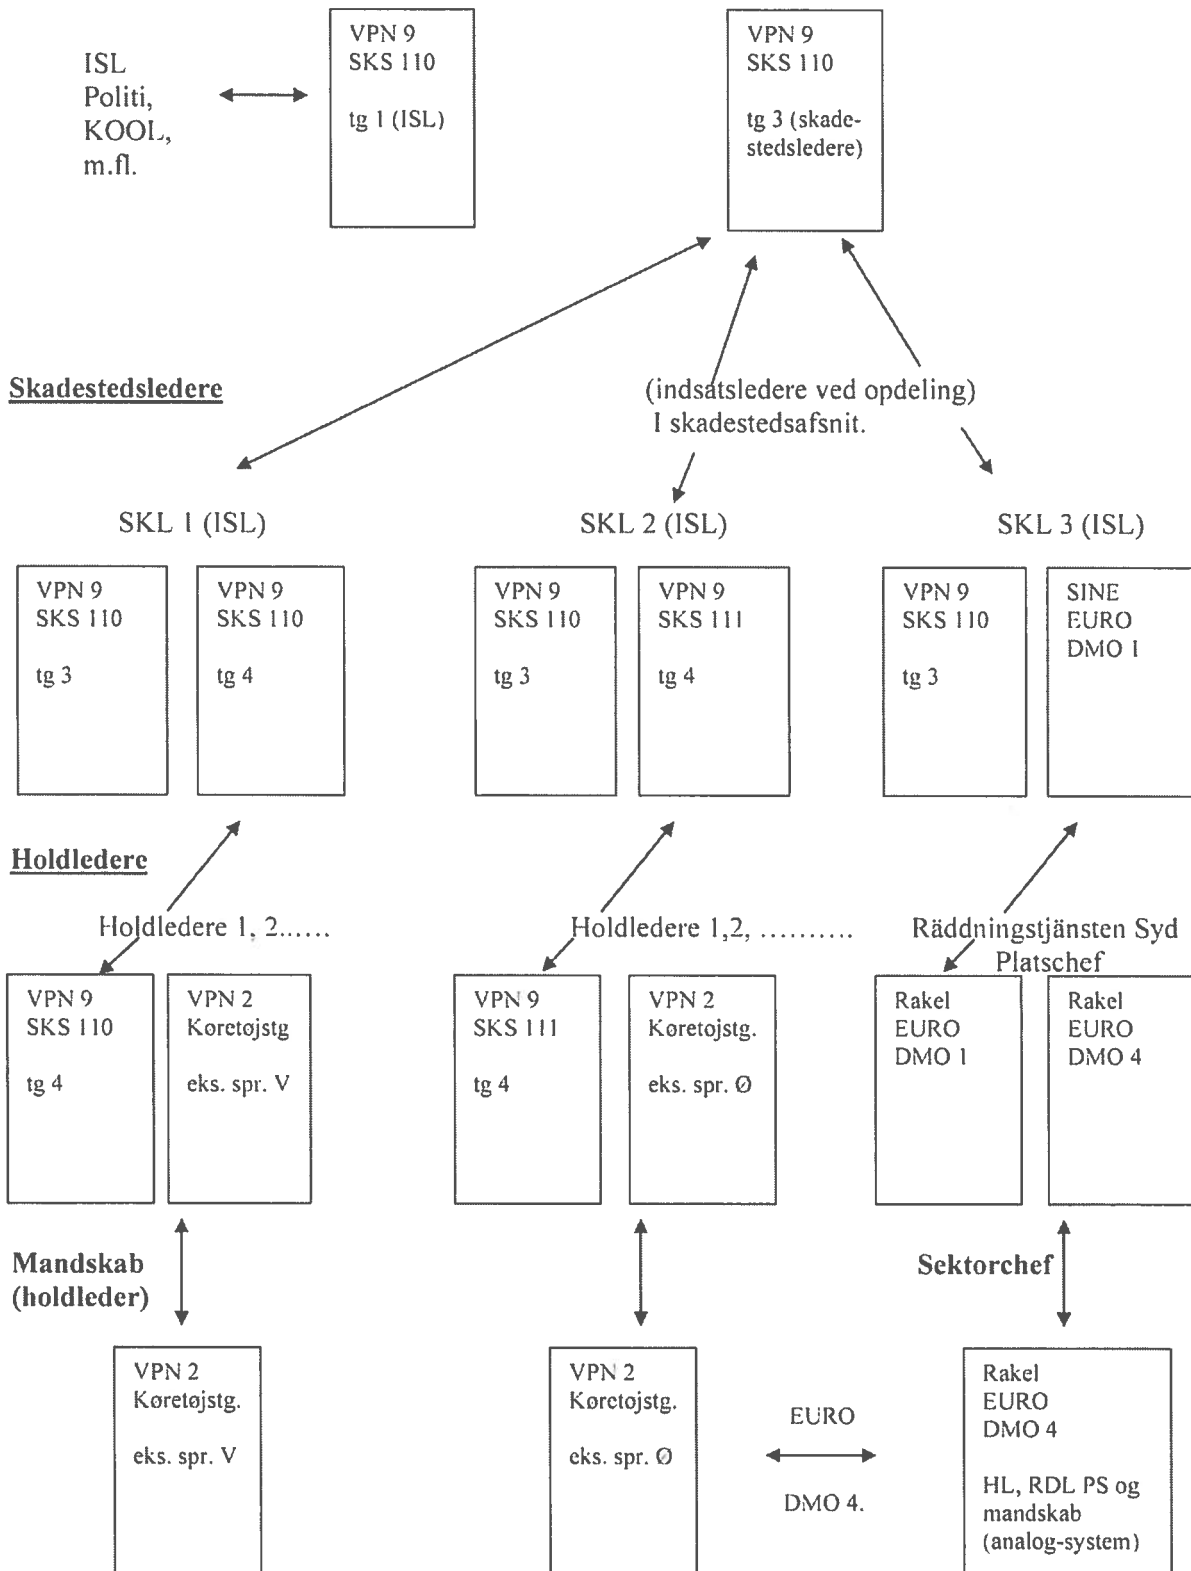 ISL
Politi,
KOOL,
m.fl.
VPN 9
SKS 110
tg 1 (ISL)
VPN 9
SKS 110
tg 3 (skade-
stedsledere)
Skadestedsledere
(indsatsledere ved opdeling)
I skadestedsafsnit.
SKL 1 (ISL)
SKL 2 (ISL)
SKL 3 (ISL)
VPN 9
SKS 110
tg 3
VPN 9
SKS 110
tg 4
VPN 9
SKS 110
tg 3
VPN 9
SKS 111
tg 4
VPN 9
SKS 110
tg 3
SINE
EURO
DMO 1
Holdledere
Holdledere 1, 2......
Holdledere 1,2, ..........
Räddningstjänsten Syd
Platschef
VPN 9
SKS 110
tg 4
VPN 2
Køretøjstg
eks. spr. V
VPN 9
SKS 111
tg 4
VPN 2
Køretøjstg.
eks. spr. Ø
Rakel
EURO
DMO 1
Rakel
EURO
DMO 4
Mandskab
(holdleder)
Sektorchef
VPN 2
Køretøjstg.
eks. spr. V
VPN 2
Køretøjstg.
eks. spr. Ø
EURO
DMO 4.
Rakel
EURO
DMO 4
HL, RDL PS og
mandskab
(analog-system)